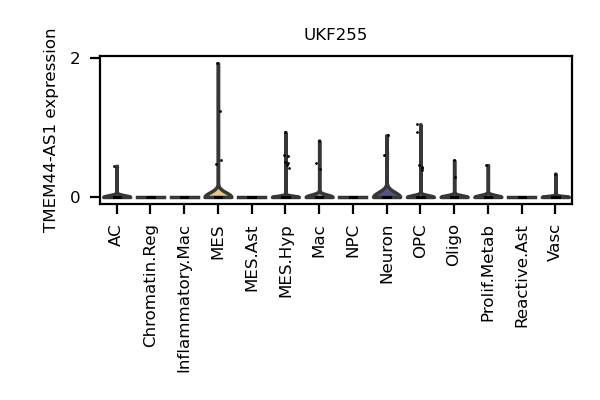 UKF255
TMEM44-AS1 expression
2
0
AC
Chromatin.Reg
Inflammatory.Mac
MES
MES.Ast
MES.Hyp
Mac
NPC
Neuron
OPC
Oligo
Prolif.Metab
Reactive.Ast
Vasc